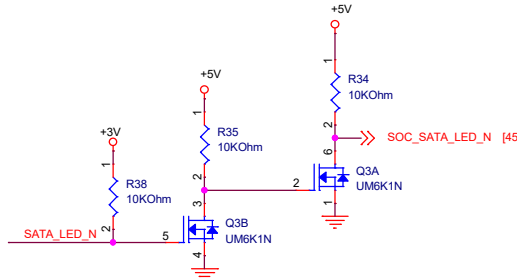 +5V
1
R34
10KOhm
2
SOC_SATA_LED_N [45
+5V
1
R35
10KOhm
2
6
2
Q3A
UM6K1N
1
+3V
1
R38
10KOhm
2
3
Q3B
UM6K1N
SATA_LED_N
5
4